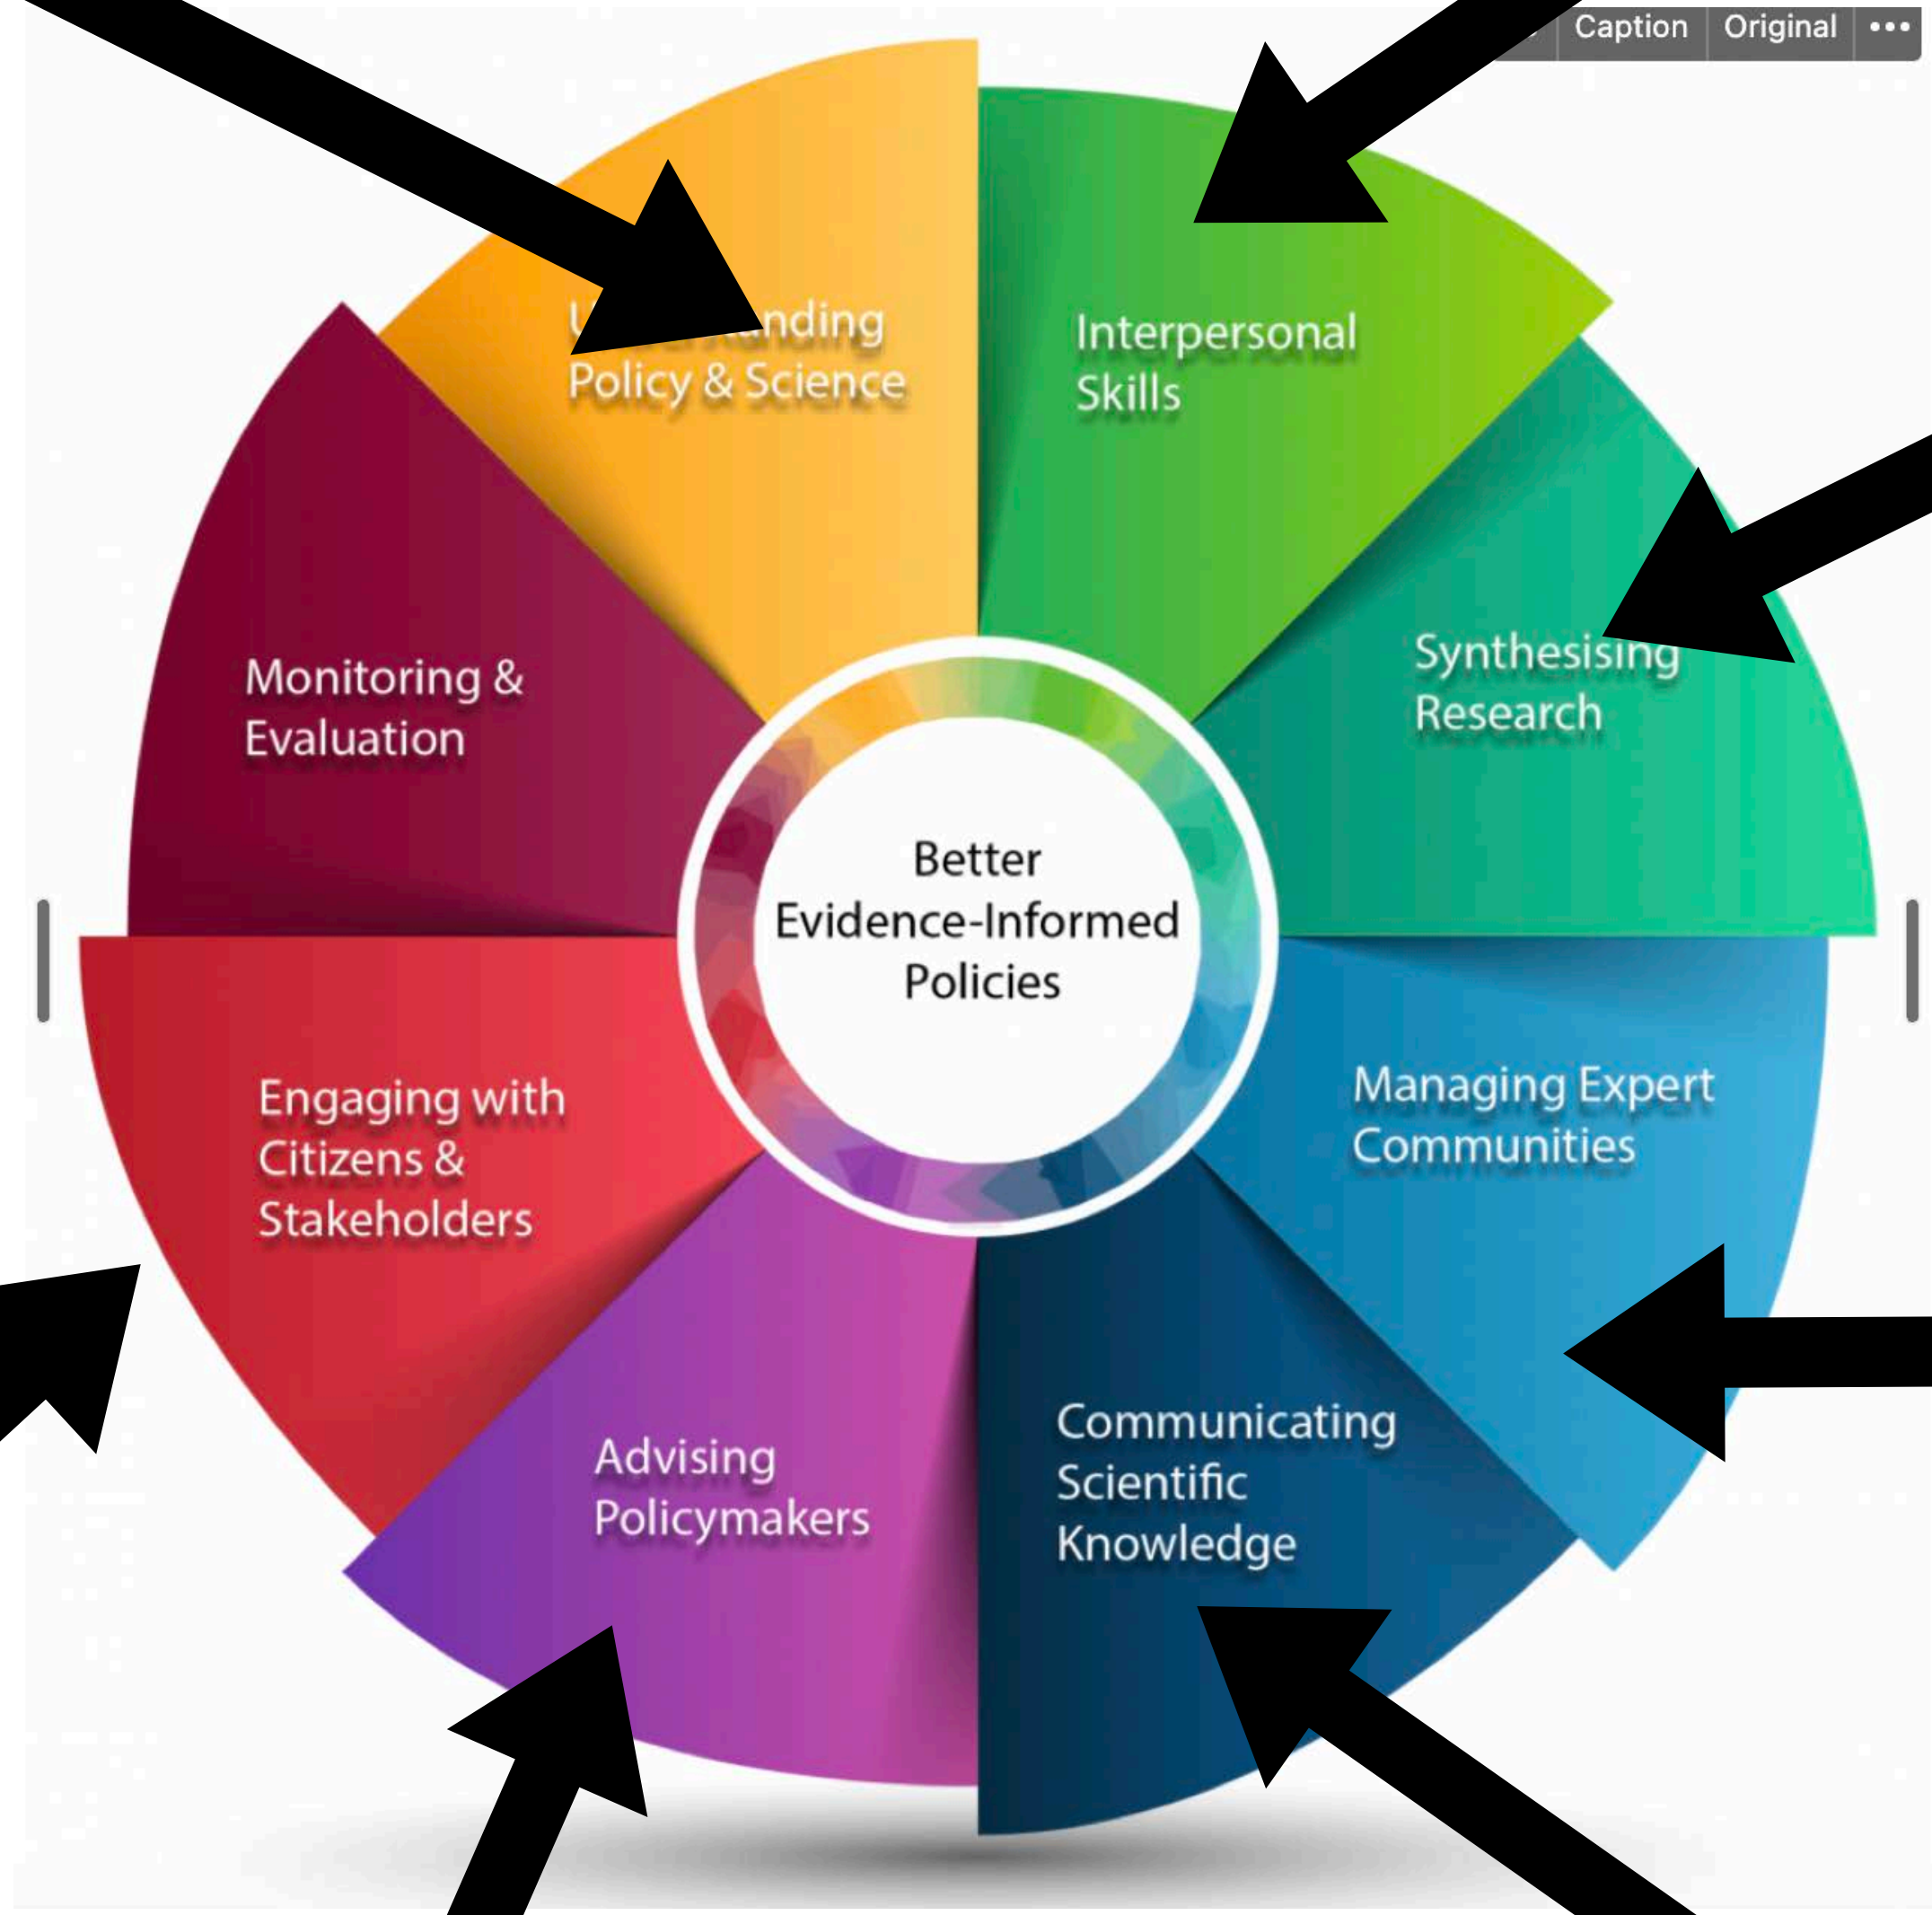 Caption Original •••
nding
Policy & Science
Interpersonal
Skills
Synthesising
Research
Managing Expert
Communities
Communicating
Scientific
Knowledge
Advising
Policymakers
Engaging with
Citizens &
Stakeholders
Monitoring &
Evaluation
Better
Evidence-Informed
Policies